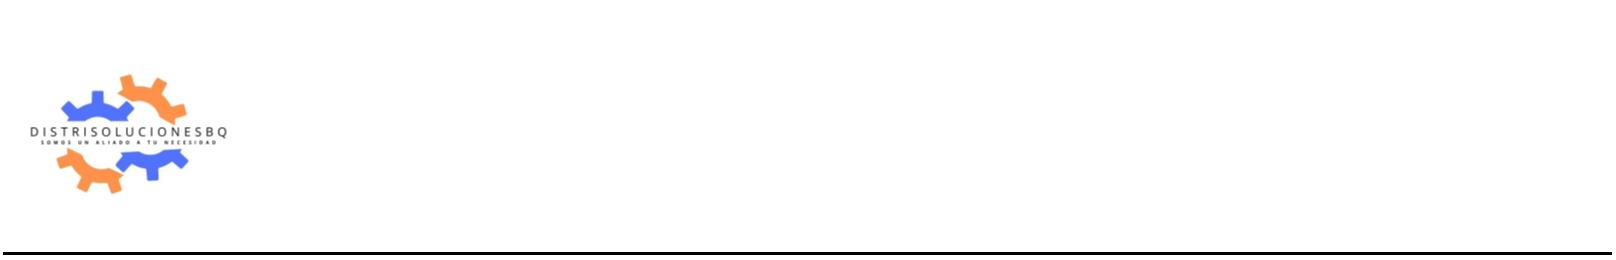 DISTRISOLUCIONESBQ
SOMOS UN ALIADO A TU NECESIDAD